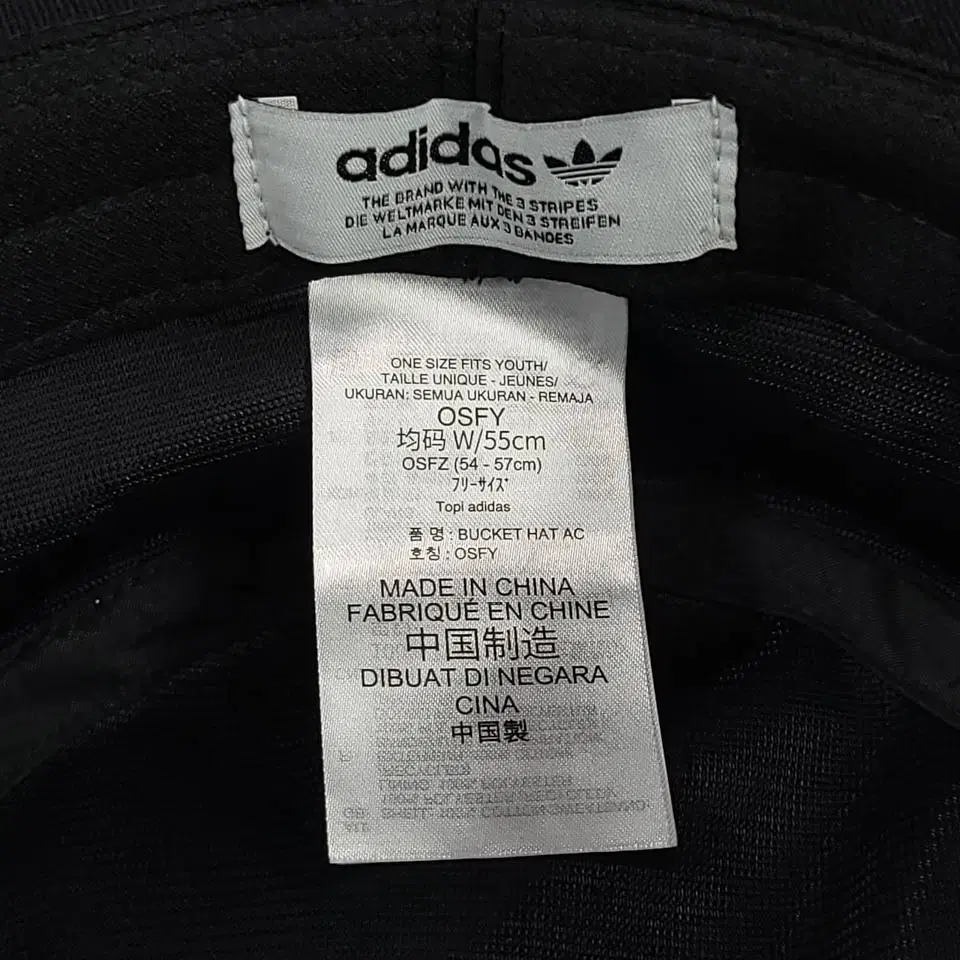 adidas
THE BRAND WITH THE 3 STRIPES
DIE WELTMARKE MIT DEN 3 STREIFEN
LA MARQUE AUX 3 BANDES
ONE SIZE FITS YOUTH/
TAILLE UNIQUE - JEUNES/
UKURAN: SEMUA UKURAN - REMAJA
OSFY
均码 W/55cm
OSFZ (54 - 57cm)
ﾌﾘｰｻｲｽﾞ
Topi adidas
품 명 : BUCKET HAT AC
호칭 : OSFY
MADE IN CHINA
FABRIQUÉ EN CHINE
中国制造
DIBUAT DI NEGARA
CINA
中国製